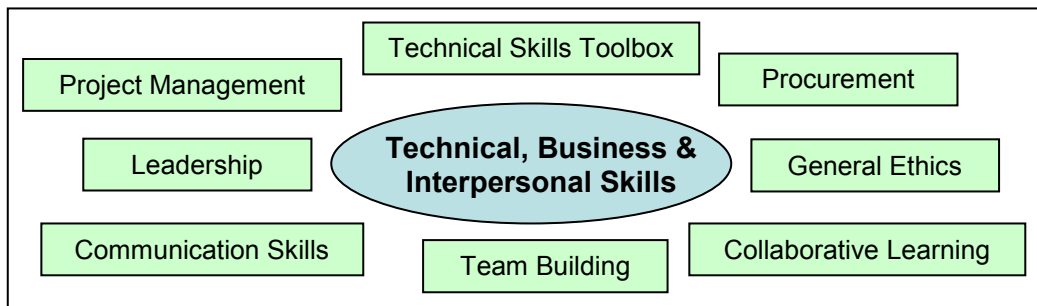 Technical Skills Toolbox
Project Management
Procurement
Technical, Business &
Interpersonal Skills
Leadership
General Ethics
Communication Skills
Team Building
Collaborative Learning